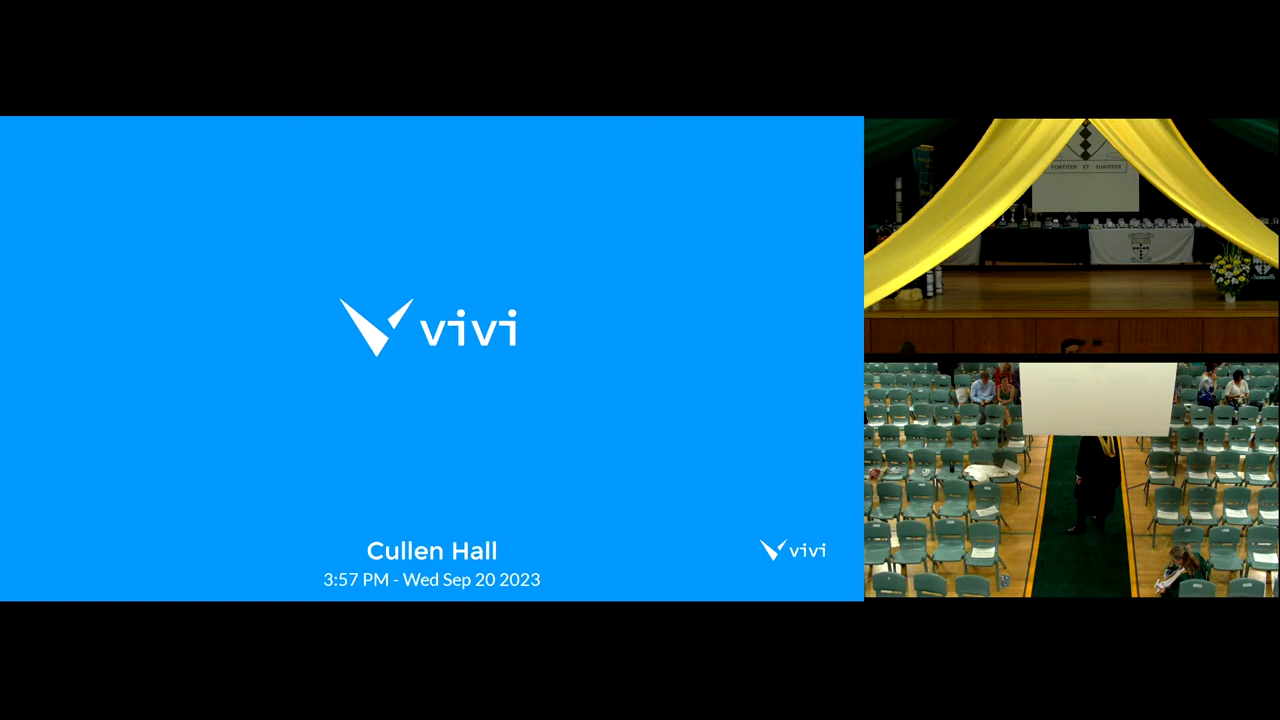 vivi
Cullen Hall
3:57 PM - Wed Sep 20 2023
vivi
FORTITER ET SUAVITER